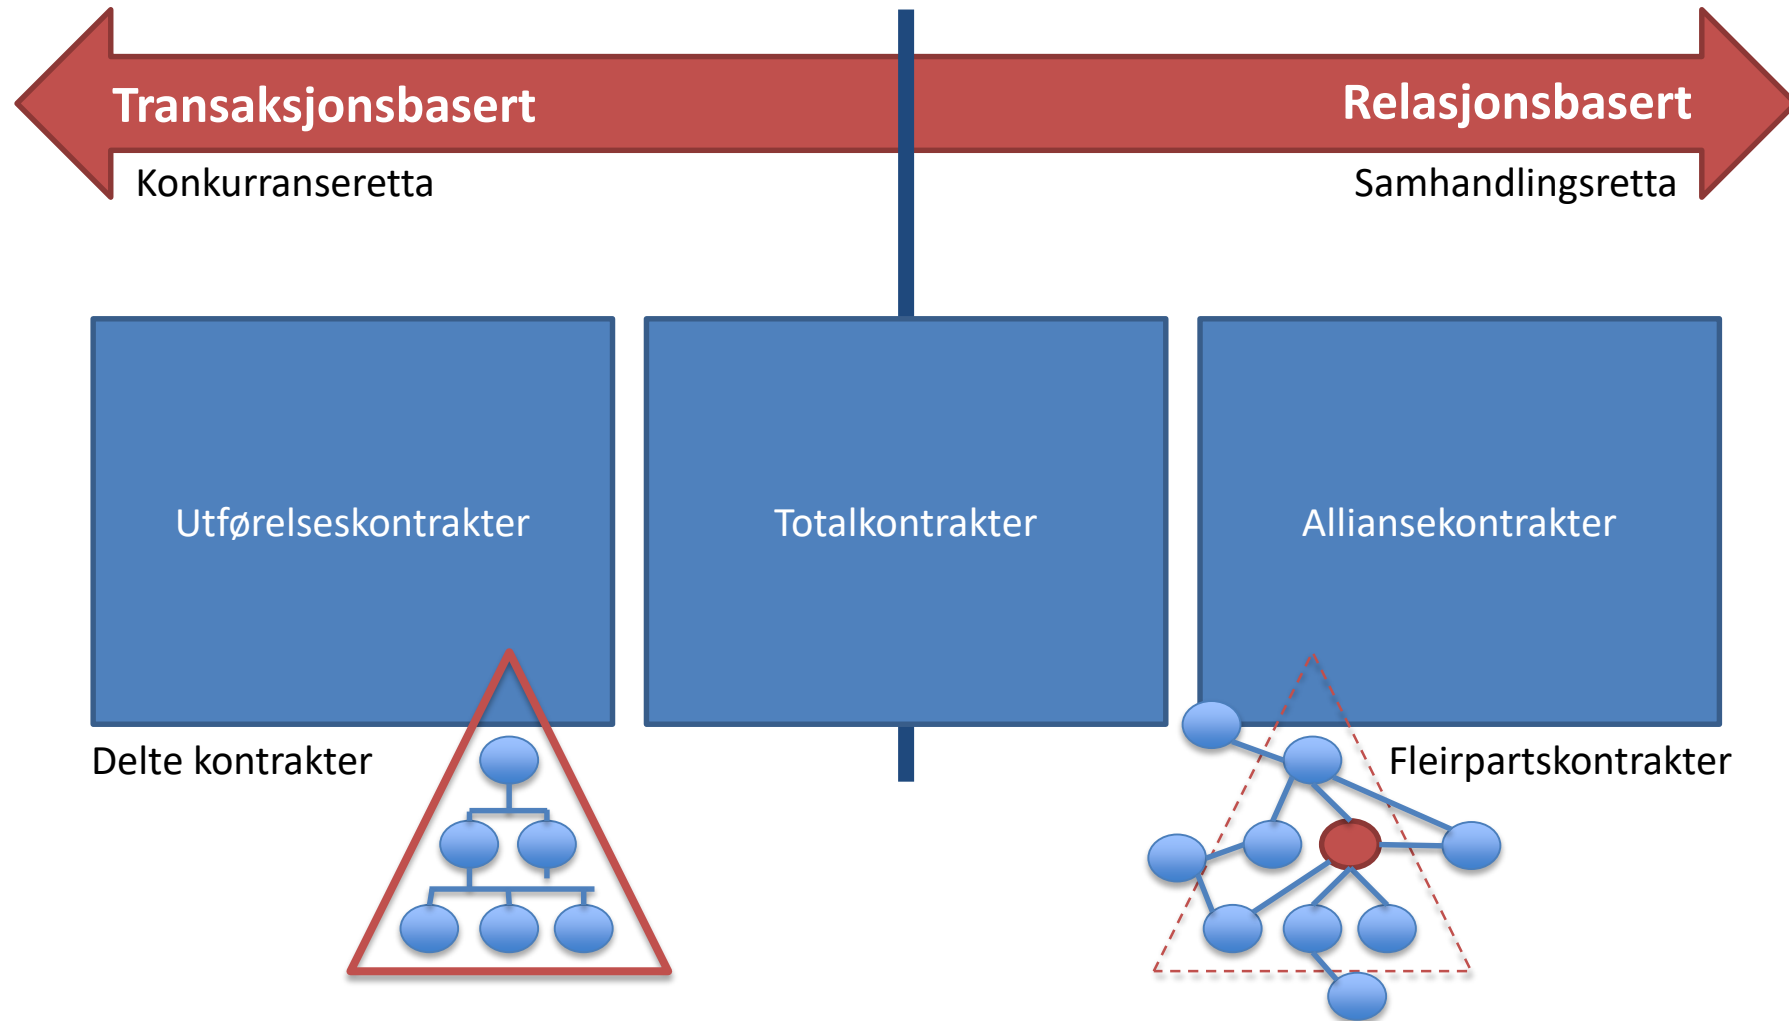 Transaksjonsbasert
Relasjonsbasert
Konkurranseretta
Samhandlingsretta
Utførelseskontrakter
Totalkontrakter
Alliansekontrakter
Delte kontrakter
Fleirpartskontrakter